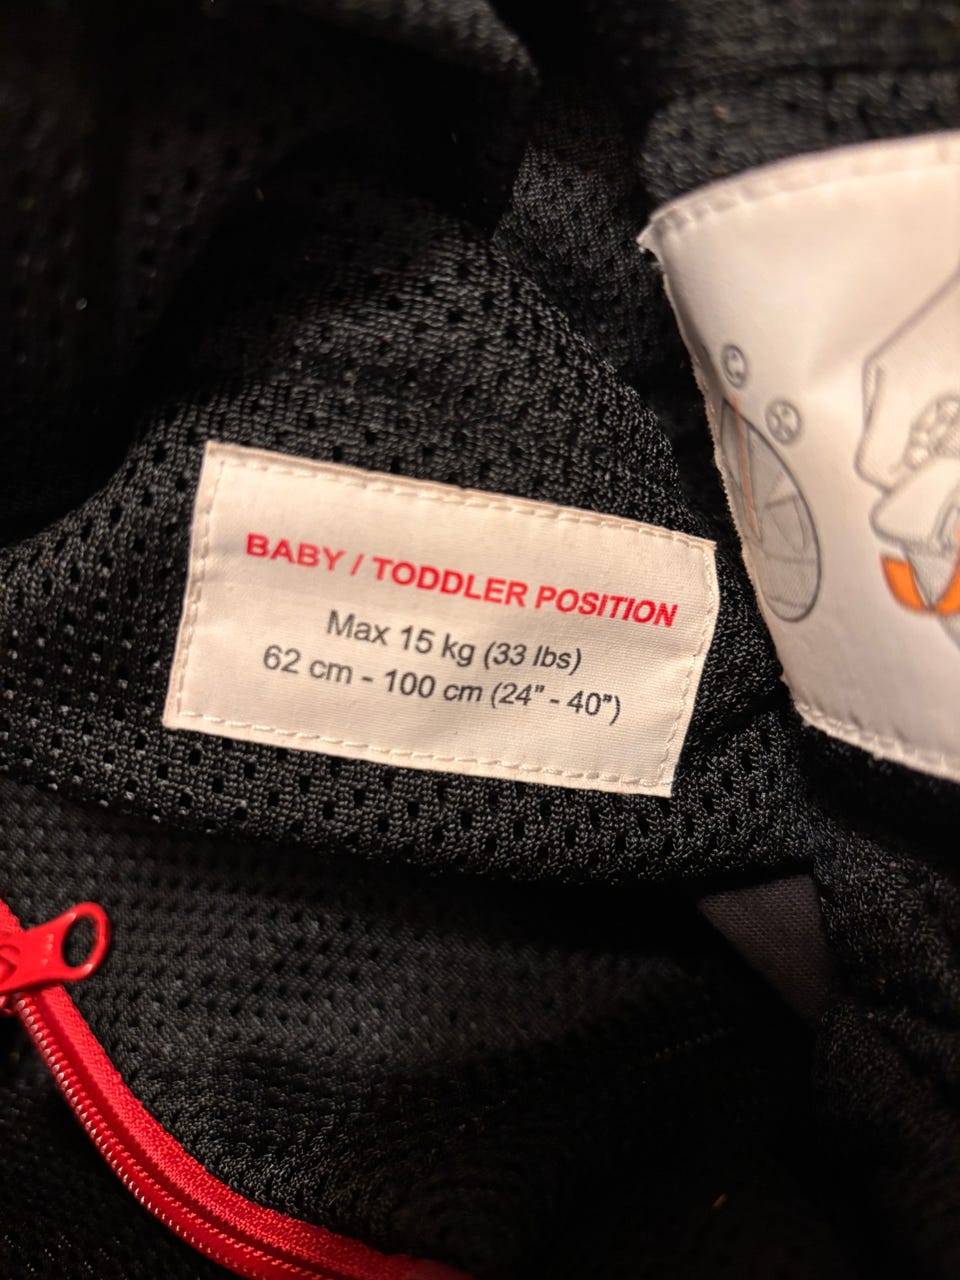 BABY / TODDLER POSITION
Max 15 kg (33 lbs)
62 cm - 100 cm (24" - 40")